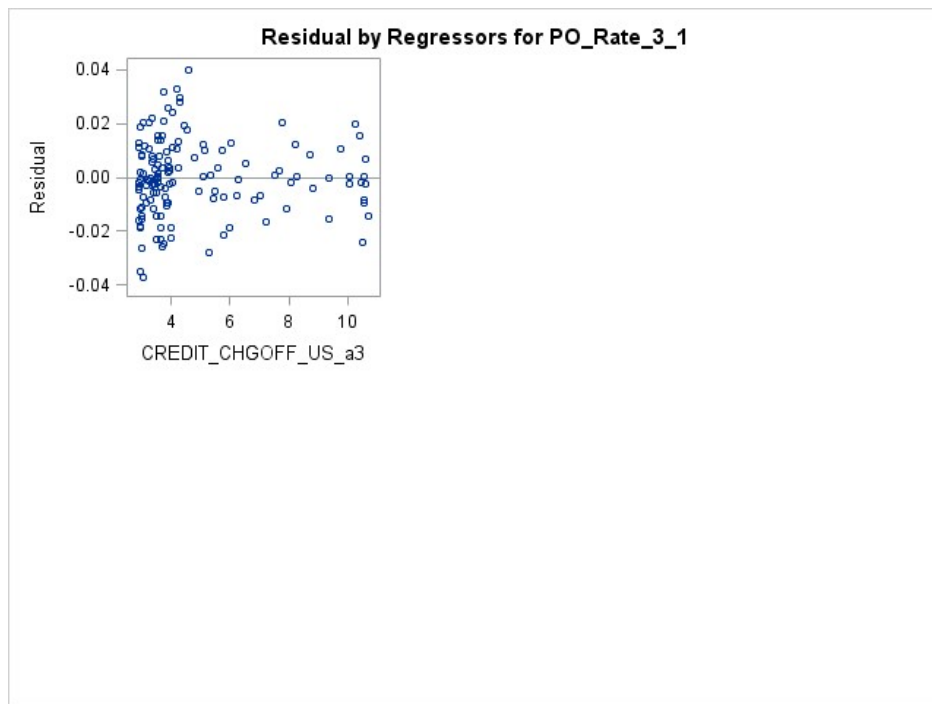 Residual by Regressors for PO_Rate_3_1
0.04
0.02
0.00
-0.02
-0.04
Residual
4 6 8 10
CREDIT_CHGOFF_US_a3